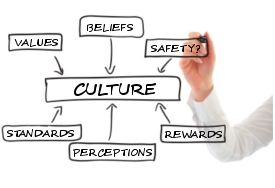 BELIEFS
VALUES
SAFETY?
CULTURE
STANDARDS
REWARDS
PERCEPTIONS